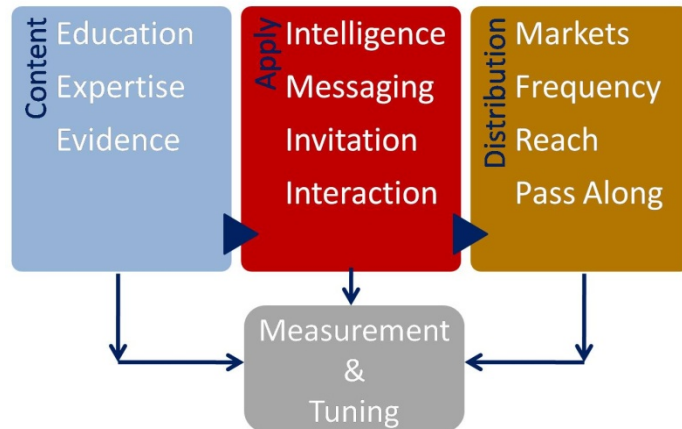 Content
Education
Expertise
Evidence
Apply
Intelligence
Messaging
Invitation
Interaction
Distribution
Markets
Frequency
Reach
Pass Along
Measurement
&
Tuning